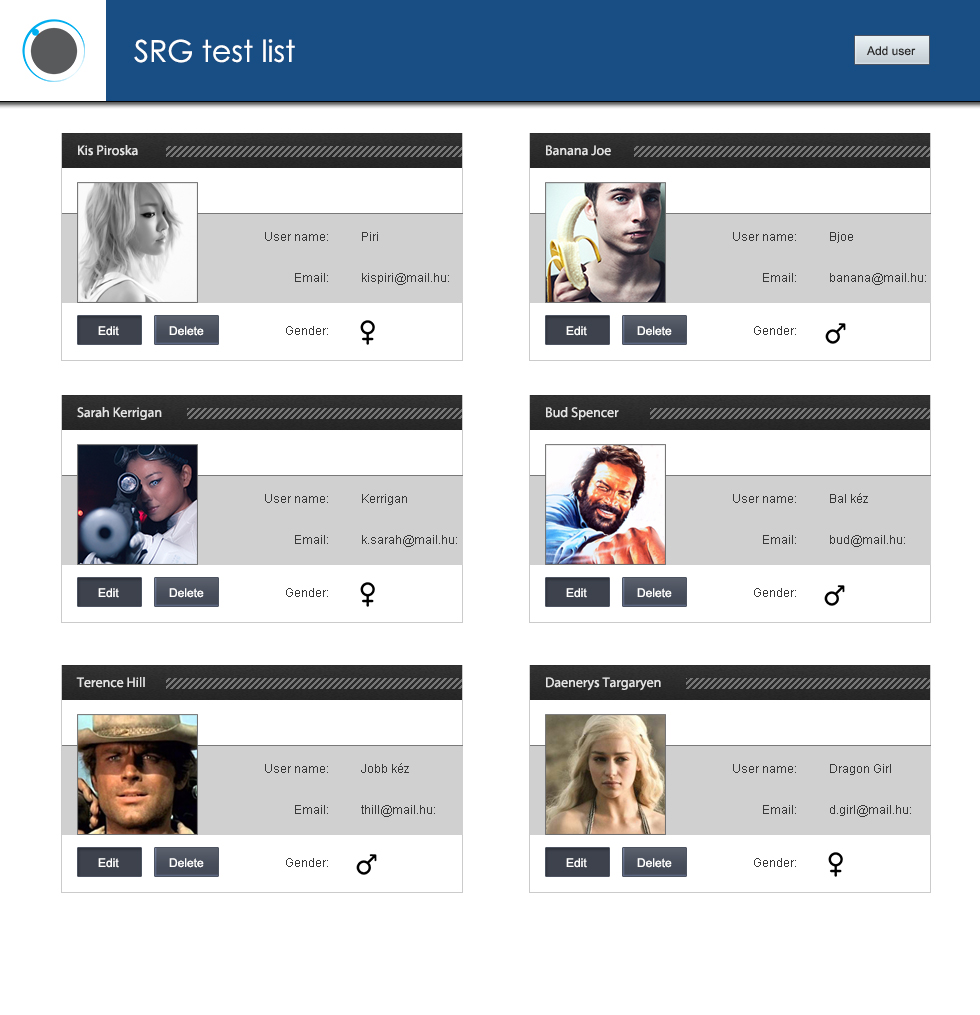 SRG test list
Add user
Kis Piroska
User name: Piri
Email: kispiri@mail.hu:
Edit Delete Gender:
Banana Joe
User name: Bjoe
Email: banana@mail.hu:
Edit Delete Gender:
Sarah Kerrigan
User name: Kerrigan
Email: k.sarah@mail.hu:
Edit Delete Gender:
Bud Spencer
User name: Bal kéz
Email: bud@mail.hu:
Edit Delete Gender:
Terence Hill
User name: Jobb kéz
Email: thill@mail.hu:
Edit Delete Gender:
Daenerys Targaryen
User name: Dragon Girl
Email: d.girl@mail.hu:
Edit Delete Gender: